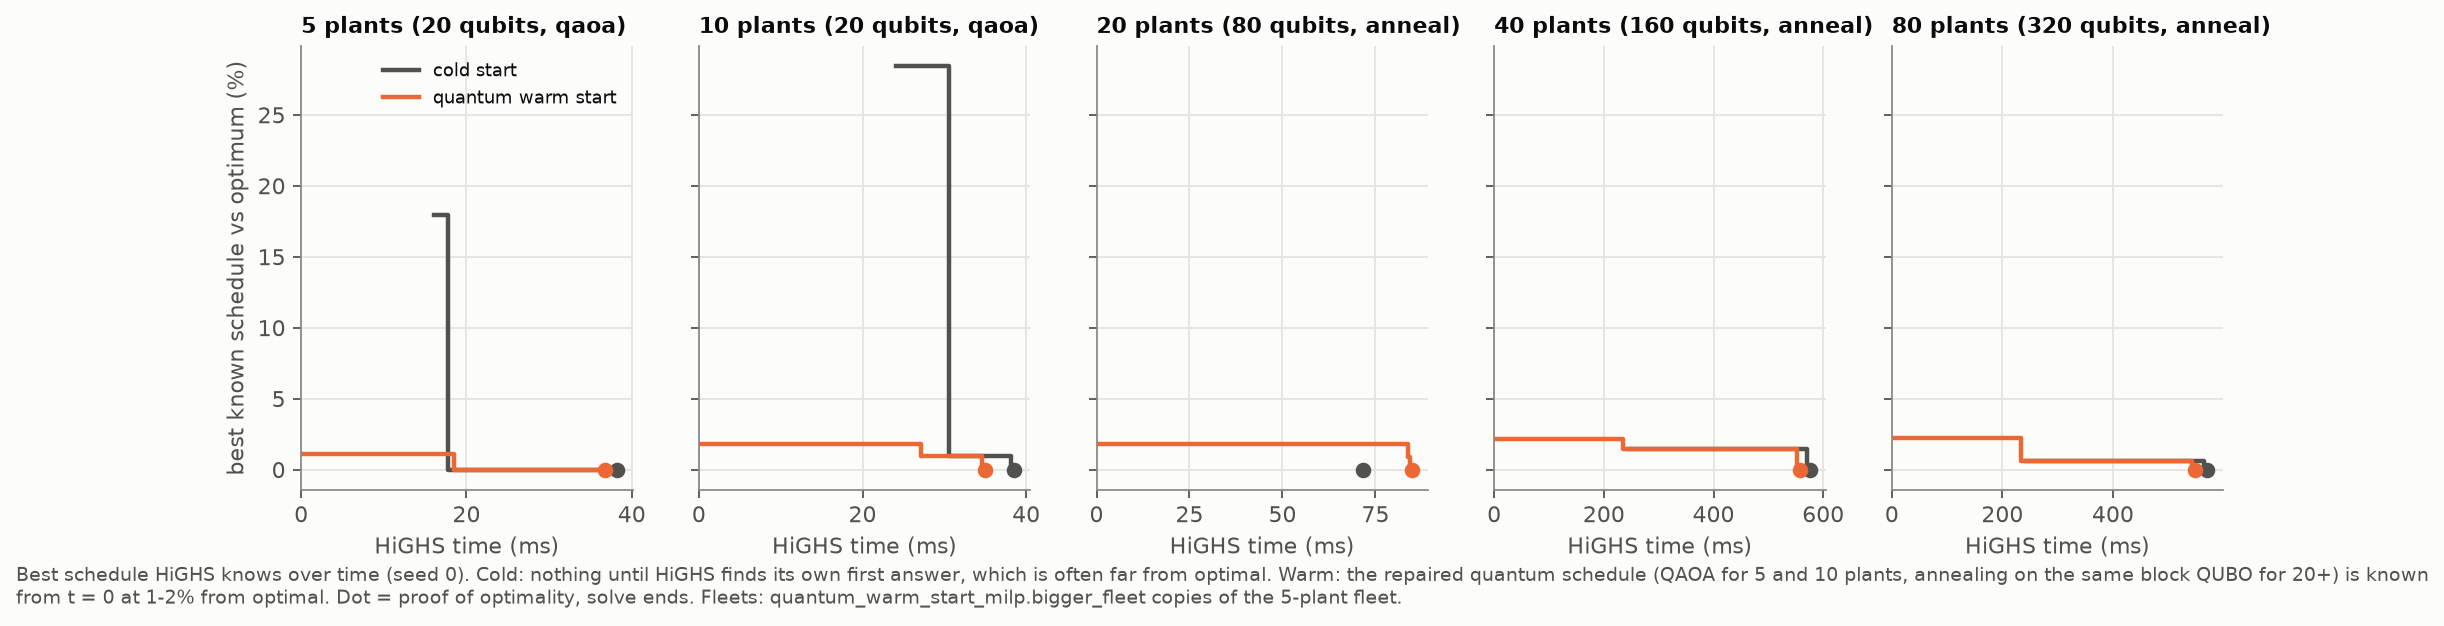 5 plants (20 qubits, qaoa)
10 plants (20 qubits, qaoa)
20 plants (80 qubits, anneal)
40 plants (160 qubits, anneal)
80 plants (320 qubits, anneal)
cold start
quantum warm start
best known schedule vs optimum (%)
25
20
15
10
5
0
0 20 40
0 20 40
0 25 50 75
0 200 400 600
0 200 400
HiGHS time (ms)
HiGHS time (ms)
HiGHS time (ms)
HiGHS time (ms)
HiGHS time (ms)
Best schedule HiGHS knows over time (seed 0). Cold: nothing until HiGHS finds its own first answer, which is often far from optimal. Warm: the repaired quantum schedule (QAOA for 5 and 10 plants, annealing on the same block QUBO for 20+) is known
from t = 0 at 1-2% from optimal. Dot = proof of optimality, solve ends. Fleets: quantum_warm_start_milp.bigger_fleet copies of the 5-plant fleet.